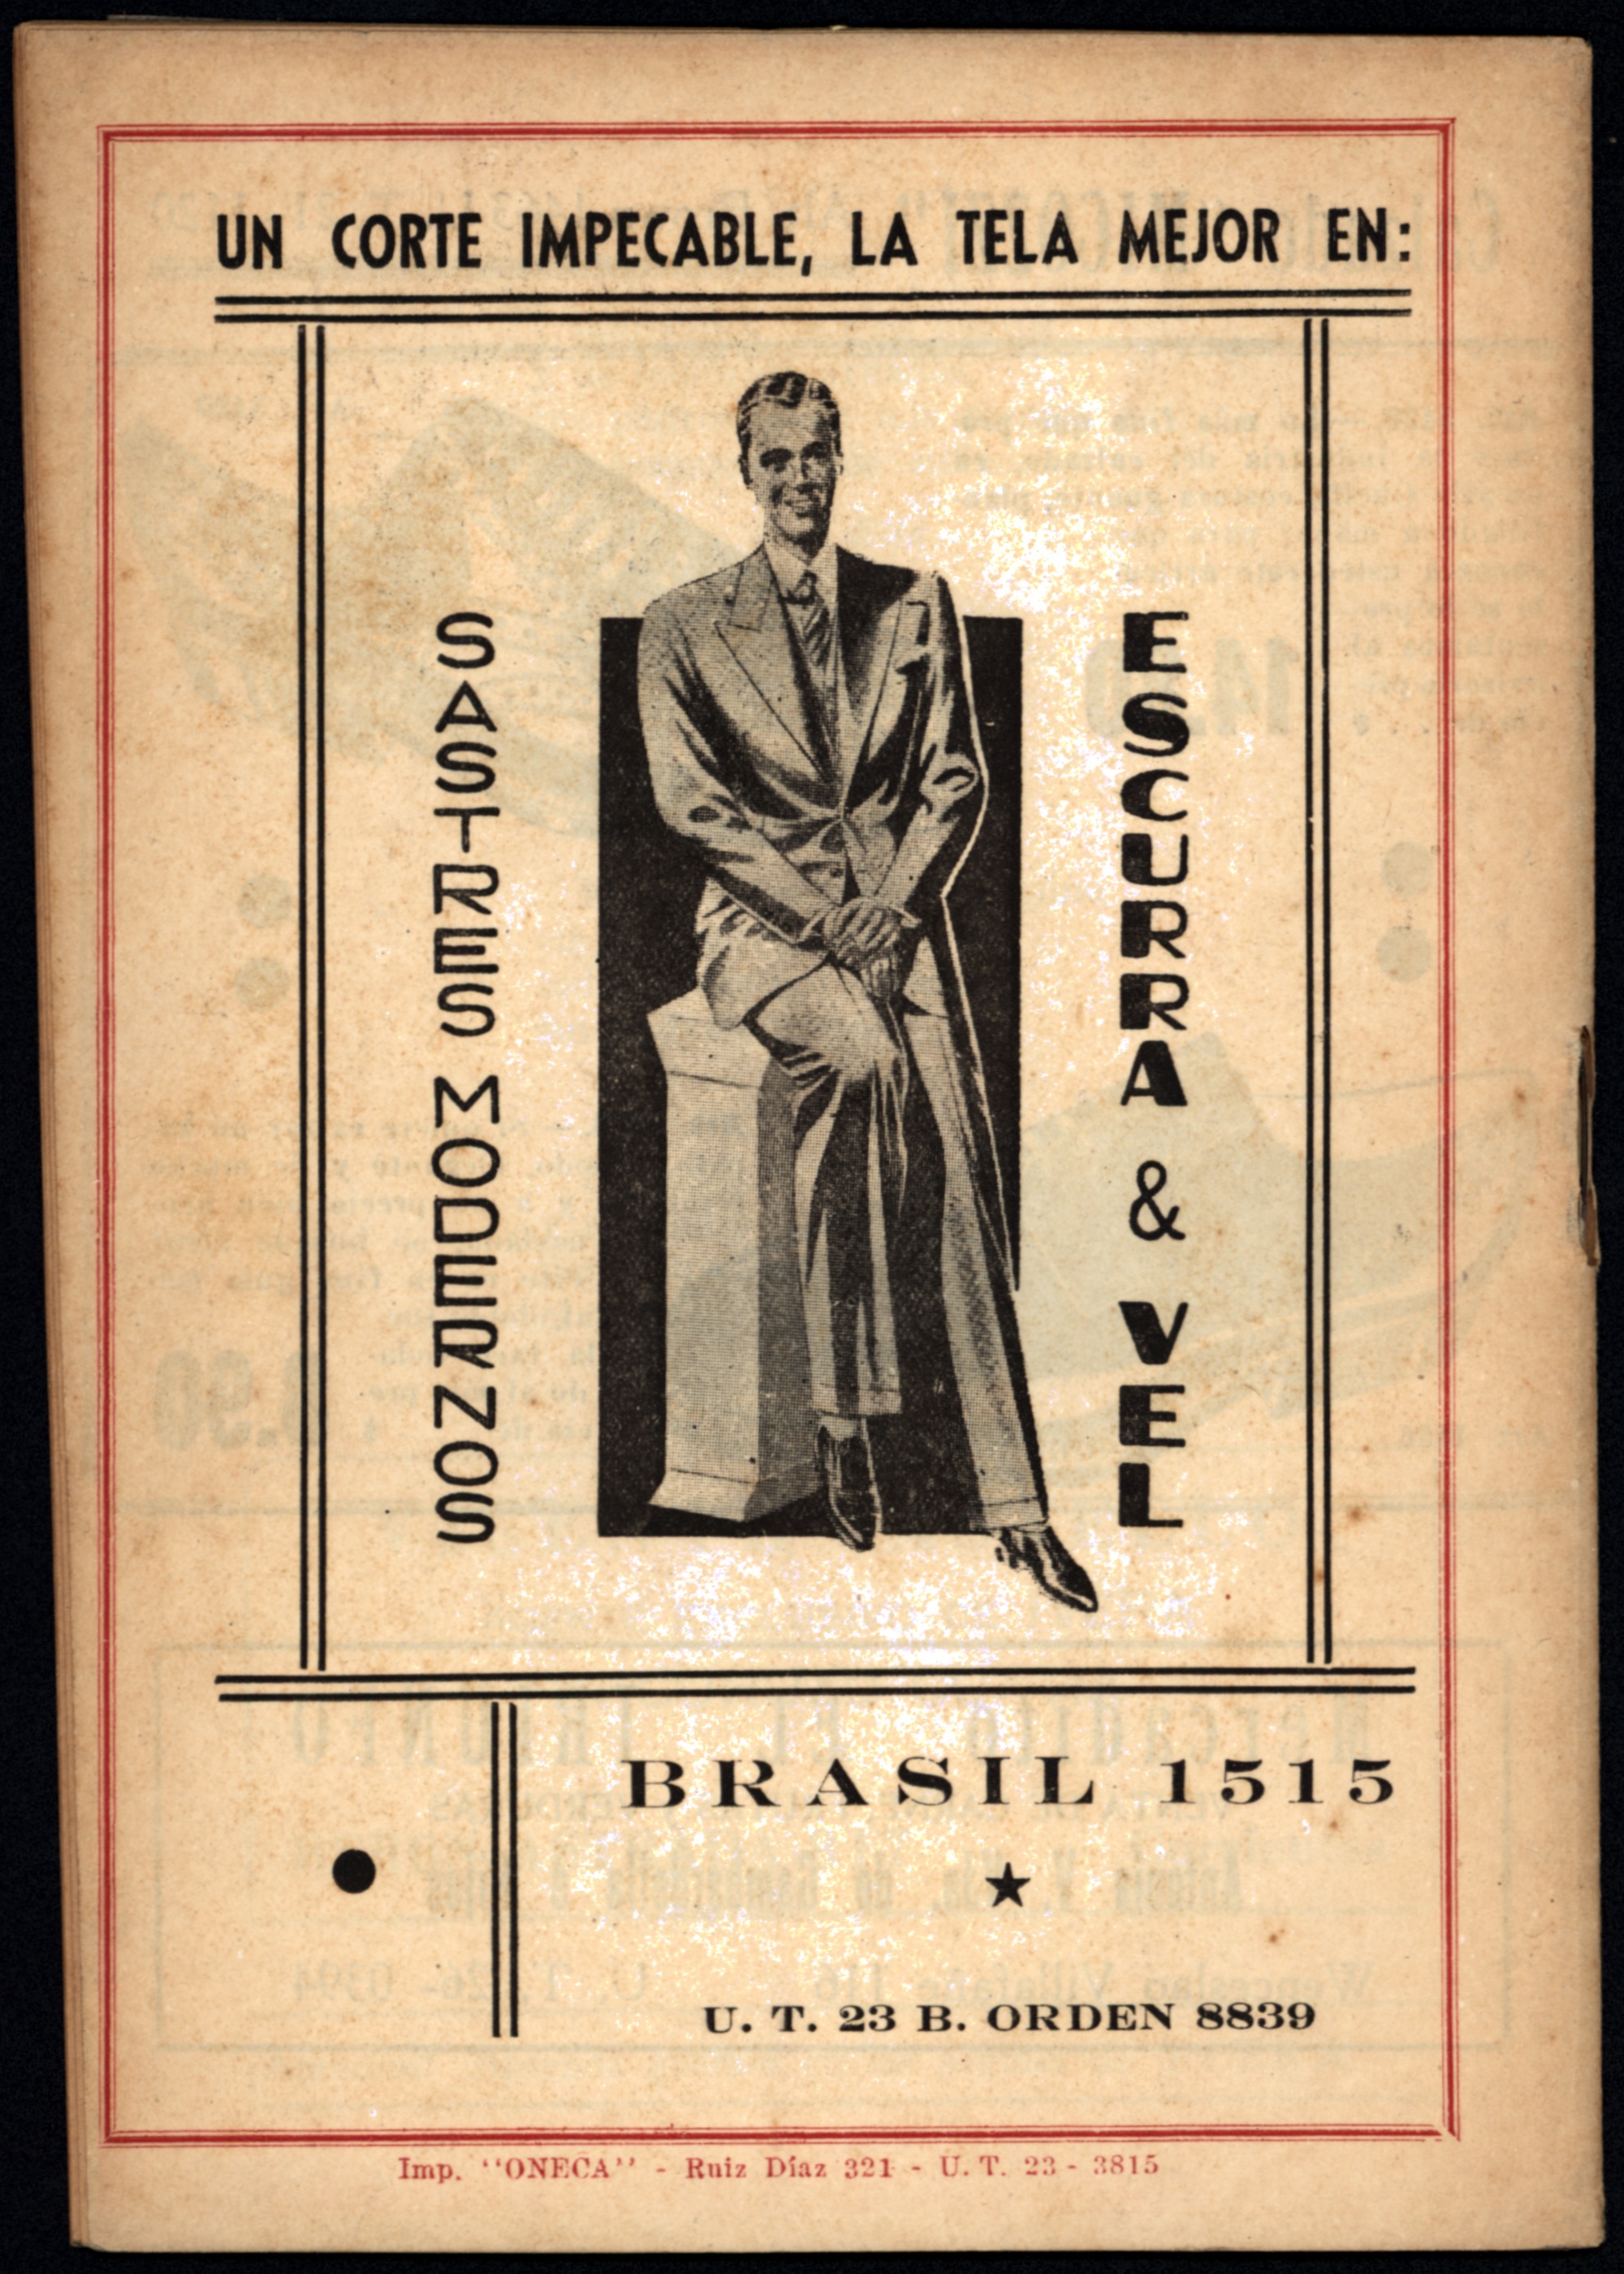 UN CORTE IMPECABLE, LA TELA MEJOR EN:
SASTRES MODERNOS
ESCURRA & VEL
BRASIL 1515
U. T. 23 B. ORDEN 8839
Imp. "ONECA" - Ruiz Díaz 321 - U. T. 23 - 3815